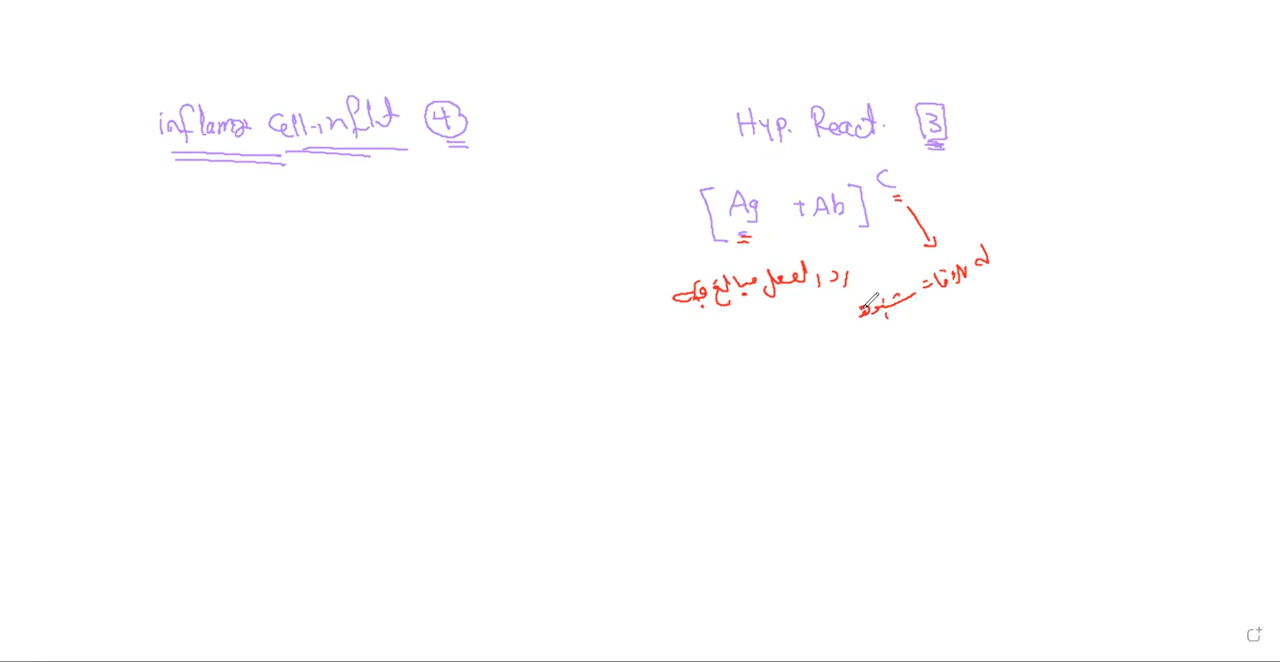 inflamm cell-infilt ④
Hyp. React. 3
[Ag + Ab] C
رد الفعل مبالغ فيه